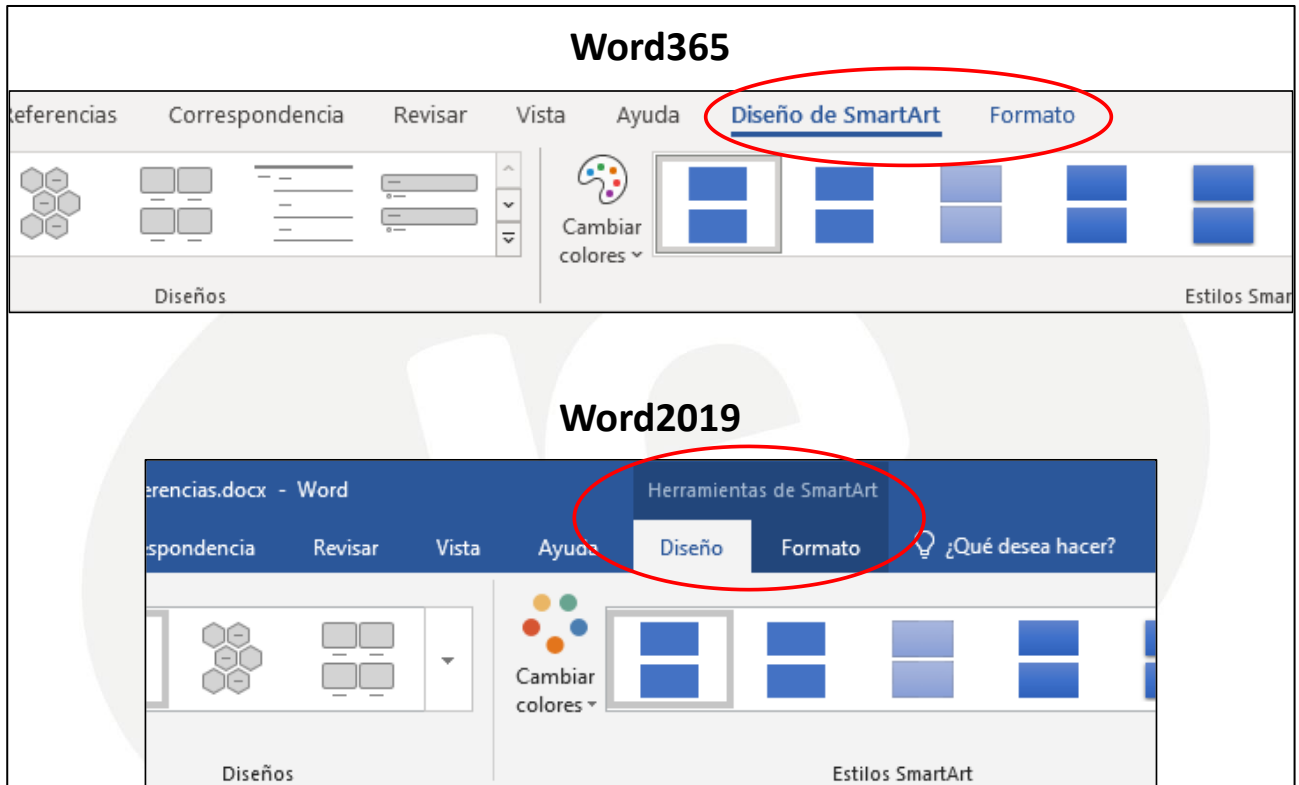 Word365
Referencias Correspondencia Revisar Vista Ayuda Diseño de SmartArt Formato
Cambiar
colores
Diseños Estilos Smar
Word2019
erencias.docx - Word Herramientas de SmartArt
spondencia Revisar Vista Ayuda Diseño Formato ¿Qué desea hacer?
Cambiar
colores
Diseños Estilos SmartArt